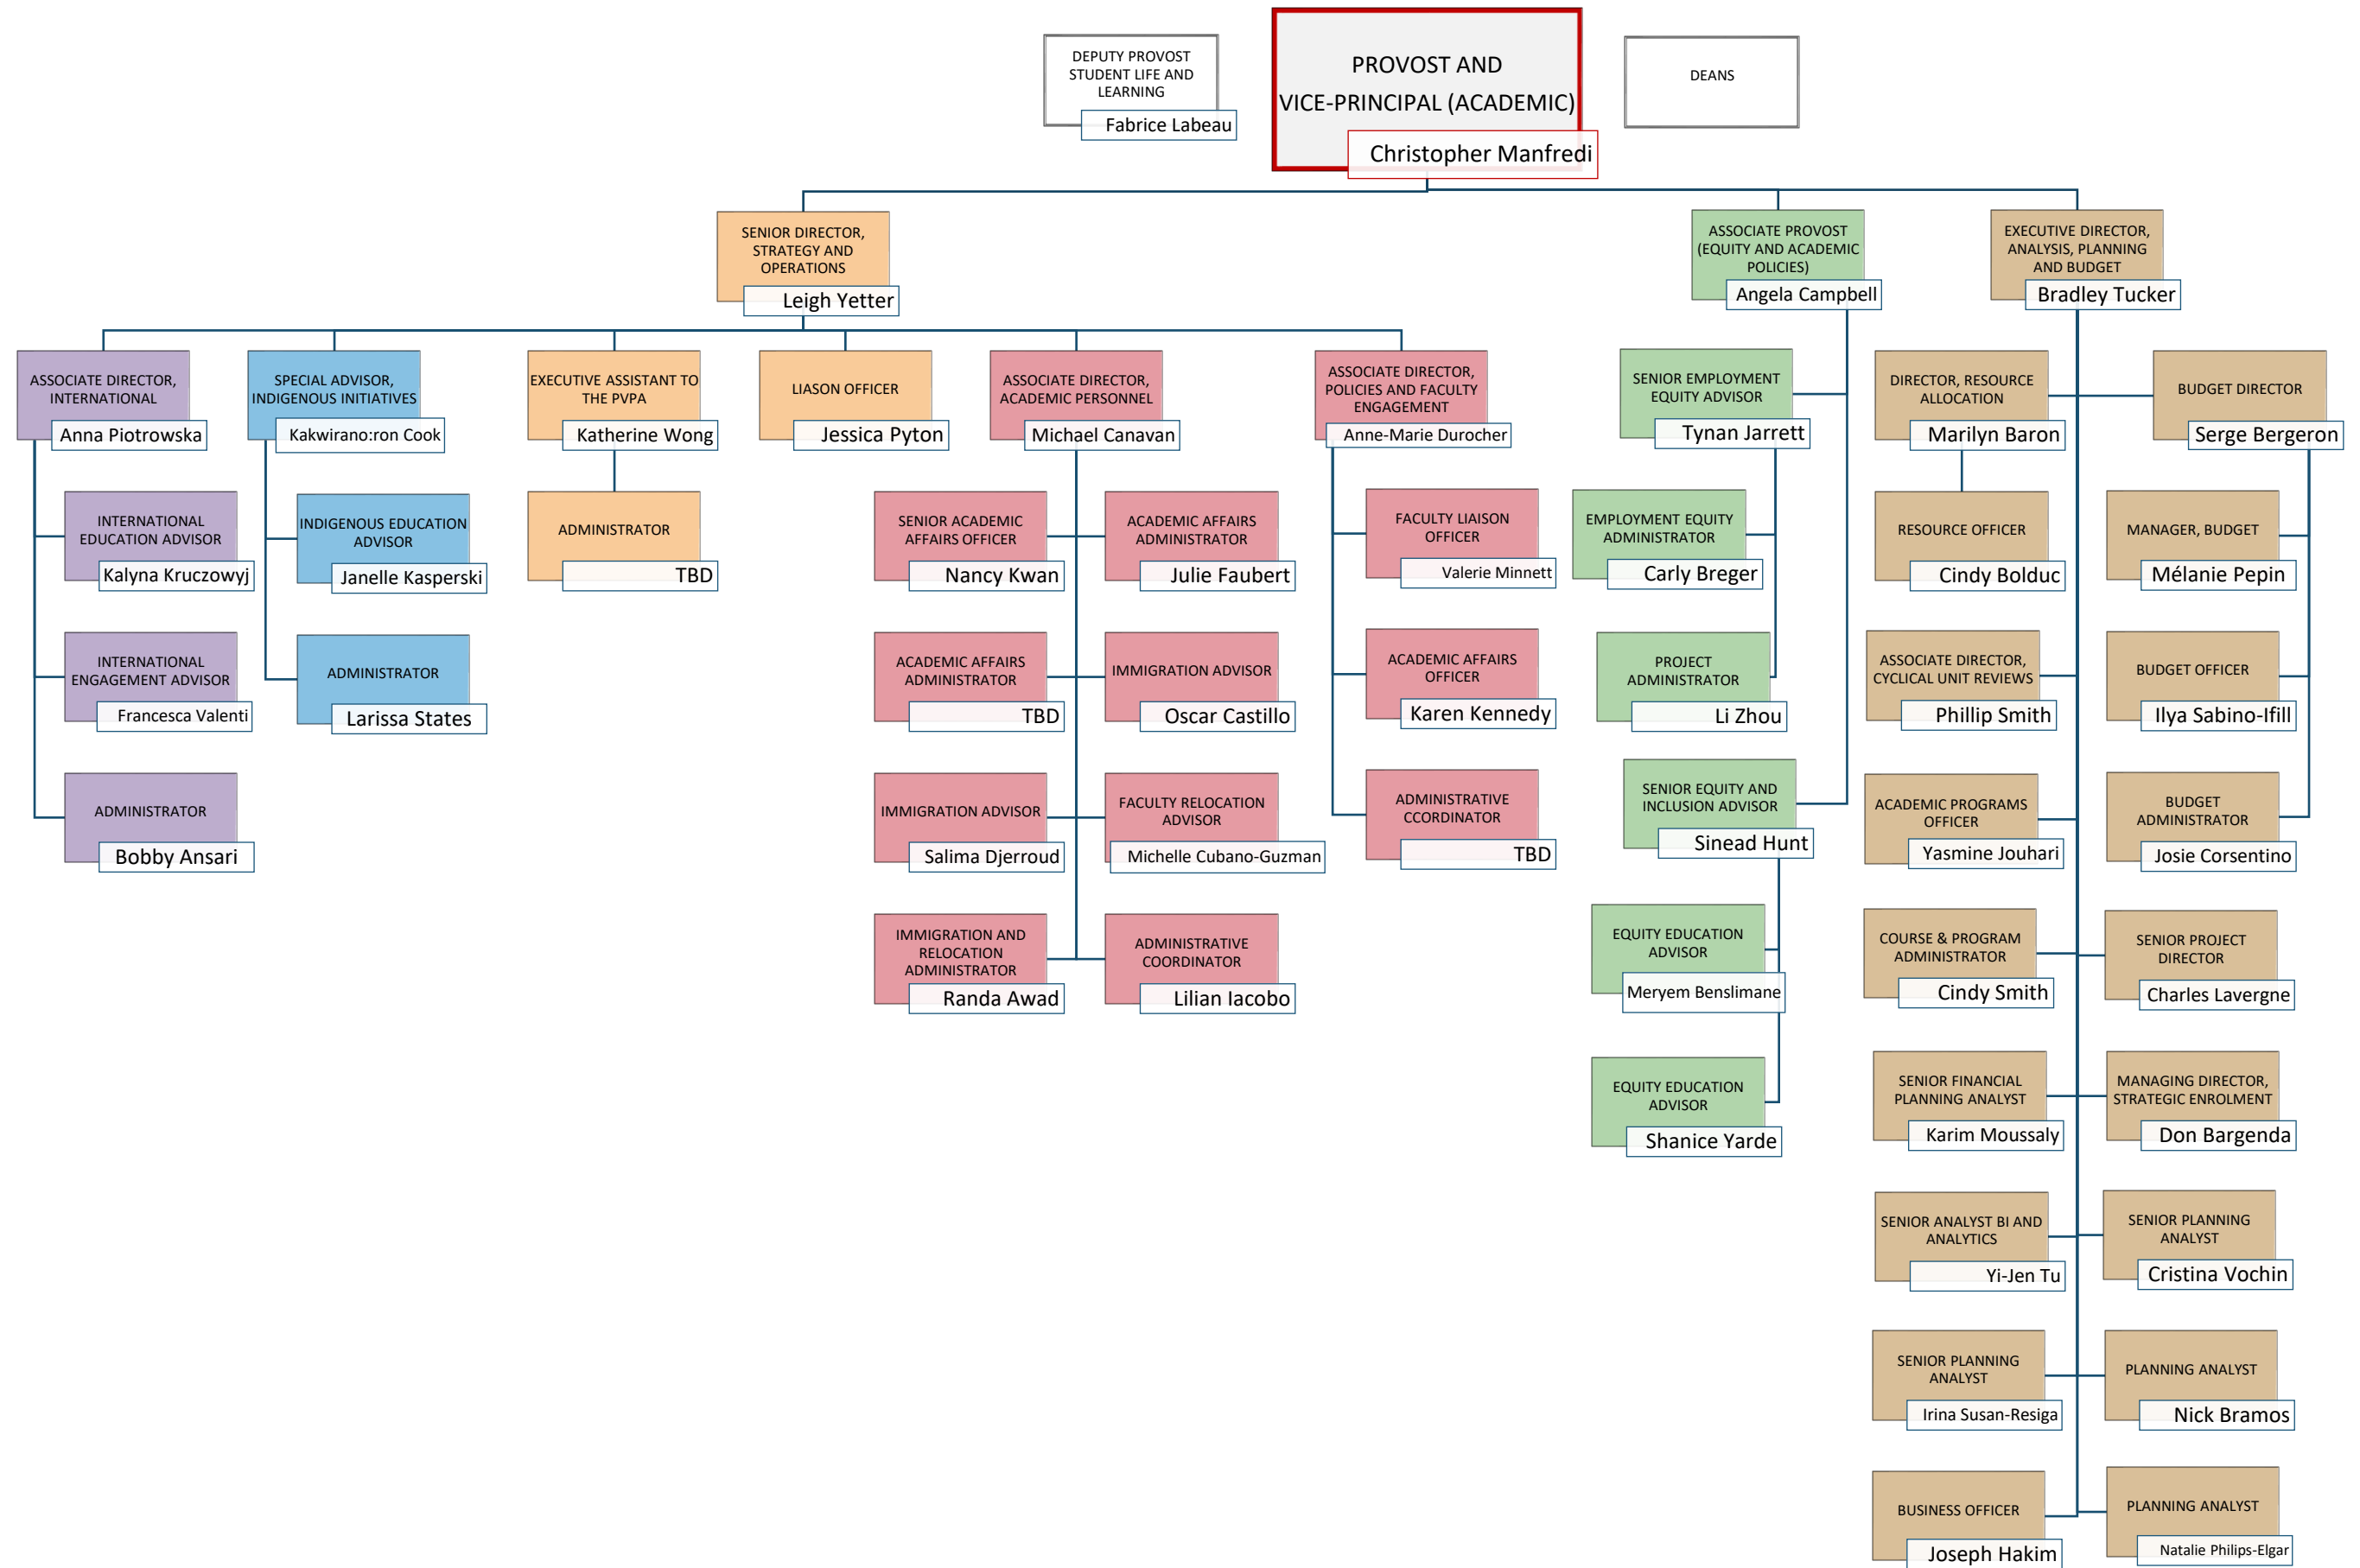 DEPUTY PROVOST
STUDENT LIFE AND
LEARNING
Fabrice Labeau
PROVOST AND
VICE-PRINCIPAL (ACADEMIC)
Christopher Manfredi
DEANS
SENIOR DIRECTOR,
STRATEGY AND
OPERATIONS
Leigh Yetter
ASSOCIATE PROVOST
(EQUITY AND ACADEMIC
POLICIES)
Angela Campbell
EXECUTIVE DIRECTOR,
ANALYSIS, PLANNING
AND BUDGET
Bradley Tucker
ASSOCIATE DIRECTOR,
INTERNATIONAL
Anna Piotrowska
SPECIAL ADVISOR,
INDIGENOUS INITIATIVES
Kakwirano:ron Cook
EXECUTIVE ASSISTANT TO
THE PVPA
Katherine Wong
LIASON OFFICER
Jessica Pyton
ASSOCIATE DIRECTOR,
ACADEMIC PERSONNEL
Michael Canavan
ASSOCIATE DIRECTOR,
POLICIES AND FACULTY
ENGAGEMENT
Anne-Marie Durocher
SENIOR EMPLOYMENT
EQUITY ADVISOR
Tynan Jarrett
DIRECTOR, RESOURCE
ALLOCATION
Marilyn Baron
BUDGET DIRECTOR
Serge Bergeron
INTERNATIONAL
EDUCATION ADVISOR
Kalyna Kruczowyj
INDIGENOUS EDUCATION
ADVISOR
Janelle Kasperski
ADMINISTRATOR
TBD
SENIOR ACADEMIC
AFFAIRS OFFICER
Nancy Kwan
ACADEMIC AFFAIRS
ADMINISTRATOR
Julie Faubert
FACULTY LIAISON
OFFICER
Valerie Minnett
EMPLOYMENT EQUITY
ADMINISTRATOR
Carly Breger
RESOURCE OFFICER
Cindy Bolduc
MANAGER, BUDGET
Mélanie Pepin
INTERNATIONAL
ENGAGEMENT ADVISOR
Francesca Valenti
ADMINISTRATOR
Larissa States
ACADEMIC AFFAIRS
ADMINISTRATOR
TBD
IMMIGRATION ADVISOR
Oscar Castillo
ACADEMIC AFFAIRS
OFFICER
Karen Kennedy
PROJECT
ADMINISTRATOR
Li Zhou
ASSOCIATE DIRECTOR,
CYCLICAL UNIT REVIEWS
Phillip Smith
BUDGET OFFICER
Ilya Sabino-Ifill
ADMINISTRATOR
Bobby Ansari
IMMIGRATION ADVISOR
Salima Djerroud
FACULTY RELOCATION
ADVISOR
Michelle Cubano-Guzman
ADMINISTRATIVE
CCORDINATOR
TBD
SENIOR EQUITY AND
INCLUSION ADVISOR
Sinead Hunt
ACADEMIC PROGRAMS
OFFICER
Yasmine Jouhari
BUDGET
ADMINISTRATOR
Josie Corsentino
IMMIGRATION AND
RELOCATION
ADMINISTRATOR
Randa Awad
ADMINISTRATIVE
COORDINATOR
Lilian Iacobo
EQUITY EDUCATION
ADVISOR
Meryem Benslimane
COURSE & PROGRAM
ADMINISTRATOR
Cindy Smith
SENIOR PROJECT
DIRECTOR
Charles Lavergne
EQUITY EDUCATION
ADVISOR
Shanice Yarde
SENIOR FINANCIAL
PLANNING ANALYST
Karim Moussaly
MANAGING DIRECTOR,
STRATEGIC ENROLMENT
Don Bargenda
SENIOR ANALYST BI AND
ANALYTICS
Yi-Jen Tu
SENIOR PLANNING
ANALYST
Cristina Vochin
SENIOR PLANNING
ANALYST
Irina Susan-Resiga
PLANNING ANALYST
Nick Bramos
BUSINESS OFFICER
Joseph Hakim
PLANNING ANALYST
Natalie Philips-Elgar